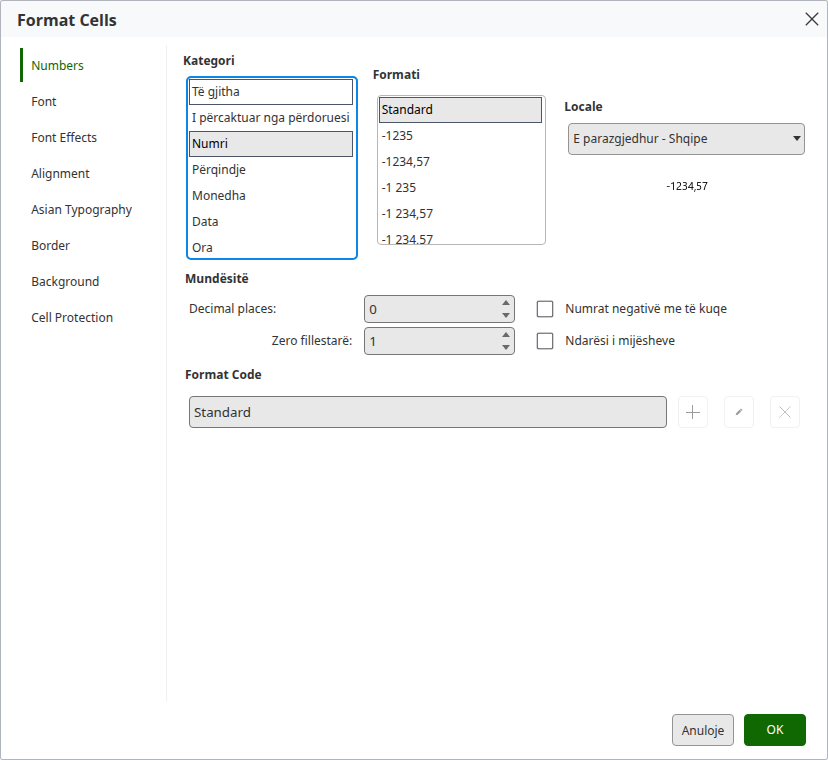 Format Cells
Numbers
Font
Font Effects
Alignment
Asian Typography
Border
Background
Cell Protection
Kategori
Të gjitha
I përcaktuar nga përdoruesi
Numri
Përqindje
Monedha
Data
Ora
Formati
Standard
-1235
-1234,57
-1 235
-1 234,57
-1 234,57
Locale
E parazgjedhur - Shqipe
-1234,57
Mundësitë
Decimal places:
0
Numrat negativë me të kuqe
Zero fillestarë:
1
Ndarësi i mijësheve
Format Code
Standard
Anuloje
OK